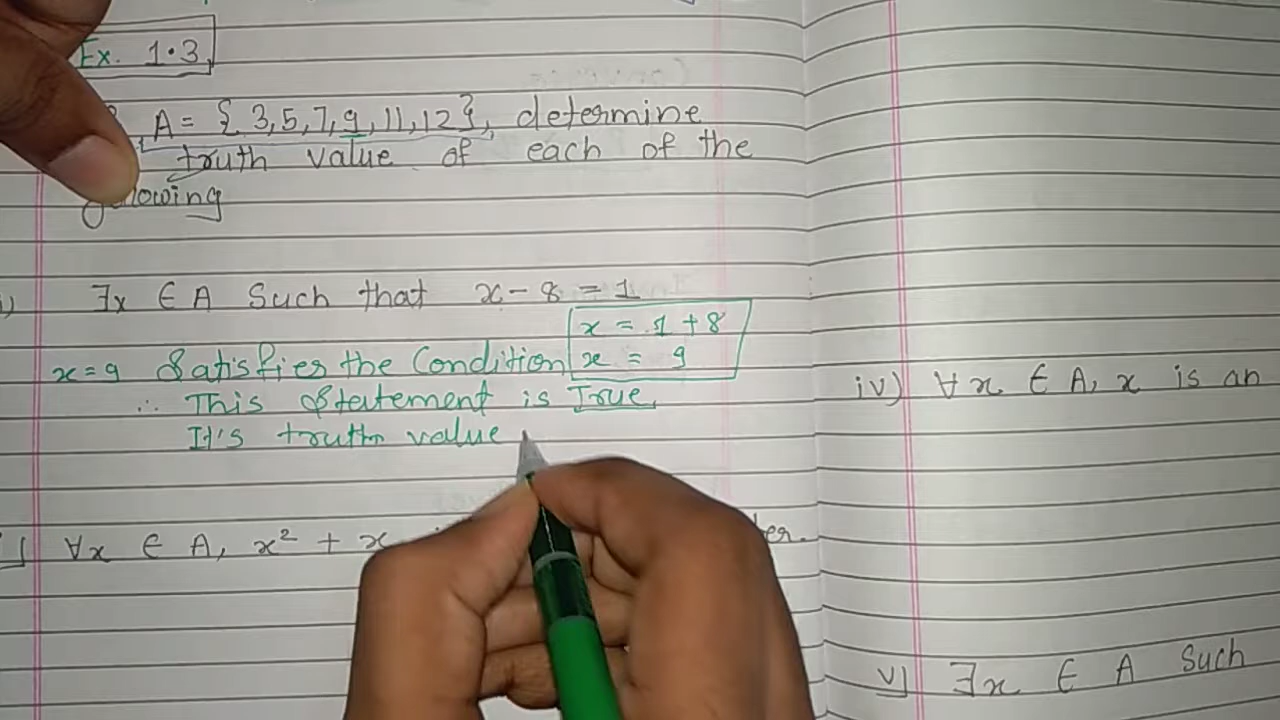 Ex. 1.3
A = {3,5,7,9,11,12}, determine
truth value of each of the
i) ∃x ∈ A Such that x - 8 = 1
x = 1 + 8
x = 9
x=9 Satisfies the Condition
∴ This Statement is True.
It's truth value
∀x ∈ A, x² + x
iv) ∀x ∈ A, x is an
v) ∃x ∈ A Such